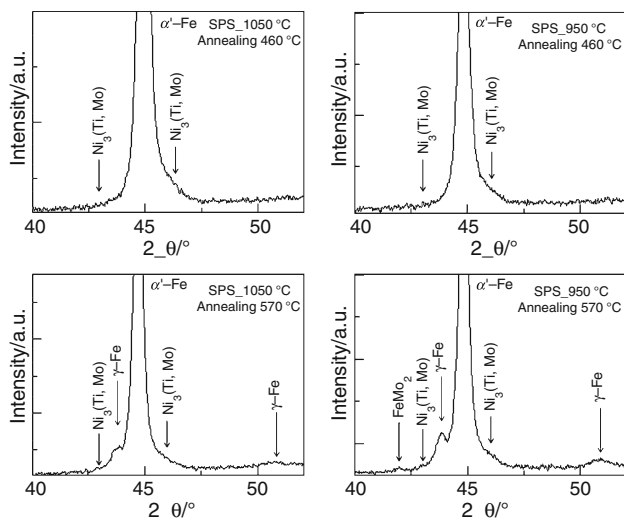 α'–Fe
SPS_1050 °C
Annealing 460 °C
Ni3(Ti, Mo)
Ni3(Ti, Mo)
Intensity/a.u.
40 45 50
2_θ/°
α'–Fe
SPS_950 °C
Annealing 460 °C
Ni3(Ti, Mo)
Ni3(Ti, Mo)
Intensity/a.u.
40 45 50
2_θ/°
α'–Fe
SPS_1050 °C
Annealing 570 °C
Ni3(Ti, Mo)
γ–Fe
Ni3(Ti, Mo)
γ–Fe
Intensity/a.u.
40 45 50
2_θ/°
α'–Fe
SPS_950 °C
Annealing 570 °C
FeMo2
Ni3(Ti, Mo)
γ–Fe
Ni3(Ti, Mo)
γ–Fe
Intensity/a.u.
40 45 50
2_θ/°